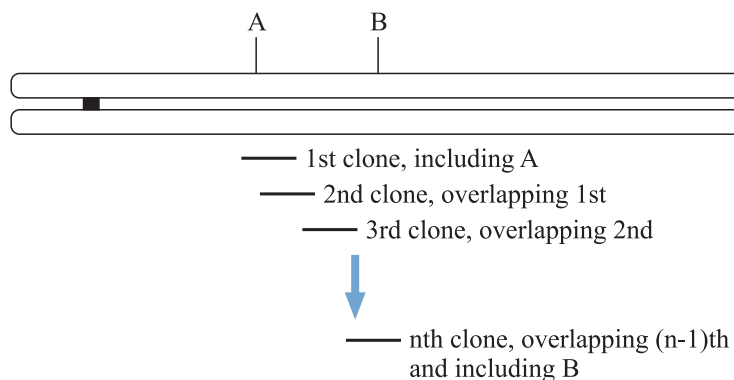 A B
1st clone, including A
2nd clone, overlapping 1st
3rd clone, overlapping 2nd
nth clone, overlapping (n-1)th
and including B